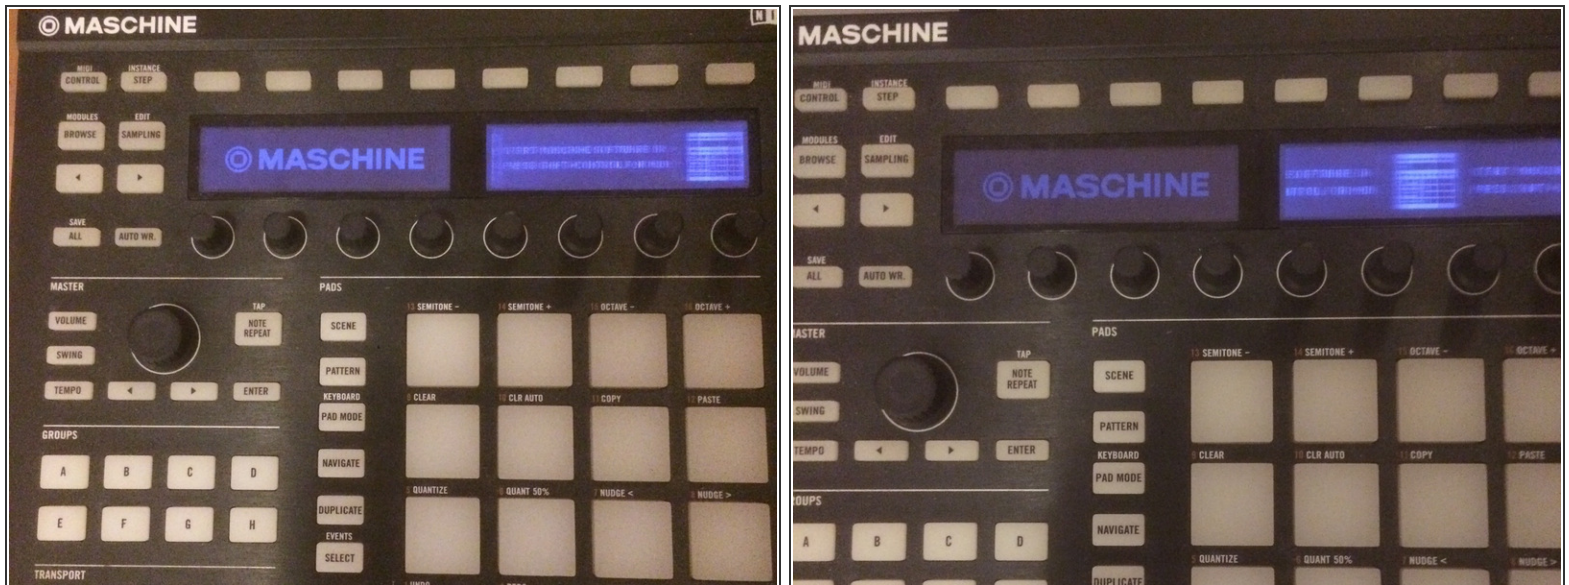 MASCHINE
N I
MIDI
CONTROL
INSTANCE
STEP
MODULES
BROWSE
EDIT
SAMPLING
MASCHINE
SAVE
ALL
AUTO WR.
MASTER
VOLUME
SWING
TEMPO
TAP
NOTE
REPEAT
ENTER
GROUPS
A B C D
E F G H
TRANSPORT
PADS
SCENE
PATTERN
KEYBOARD
PAD MODE
NAVIGATE
DUPLICATE
EVENTS
SELECT
13 SEMITONE -
14 SEMITONE +
OCTAVE -
OCTAVE +
9 CLEAR
10 CLR AUTO
11 COPY
12 PASTE
5 QUANTIZE
6 QUANT 50%
7 NUDGE <
8 NUDGE >
MASCHINE
MIDI
CONTROL
INSTANCE
STEP
MODULES
BROWSE
EDIT
SAMPLING
MASCHINE
SAVE
ALL
AUTO WR.
ASTER
VOLUME
SWING
TEMPO
TAP
NOTE
REPEAT
ENTER
OUPS
A B C D
PADS
SCENE
PATTERN
KEYBOARD
PAD MODE
NAVIGATE
DUPLICATE
13 SEMITONE -
14 SEMITONE +
OCTAVE -
OCTAVE +
9 CLEAR
10 CLR AUTO
11 COPY
12 PASTE
5 QUANTIZE
6 QUANT 50%
7 NUDGE <
8 NUDGE >